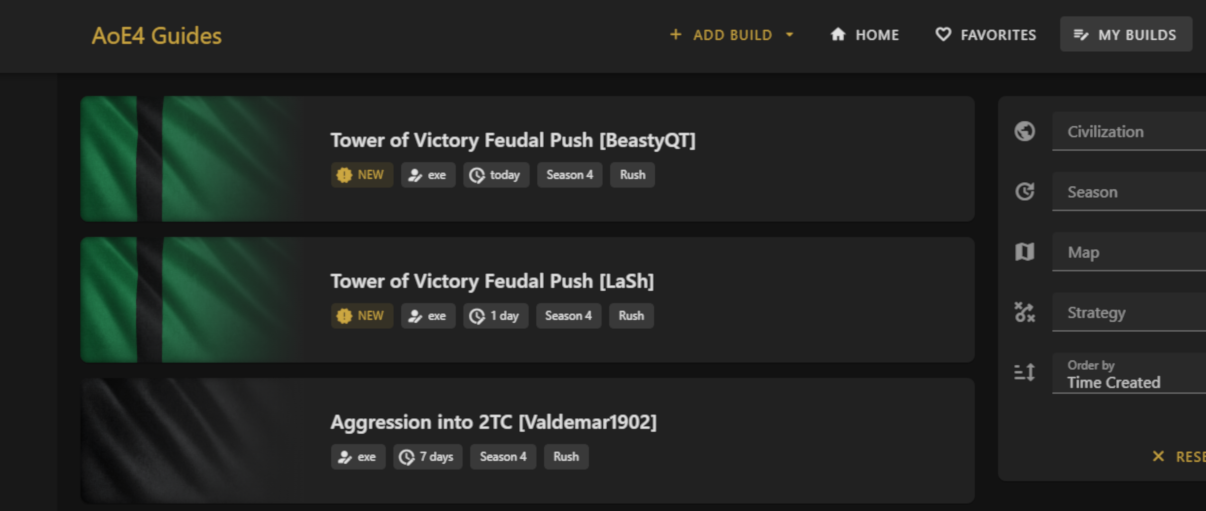 AoE4 Guides
ADD BUILD
HOME
FAVORITES
MY BUILDS
Tower of Victory Feudal Push [BeastyQT]
NEW exe today Season 4 Rush
Tower of Victory Feudal Push [LaSh]
NEW exe 1 day Season 4 Rush
Aggression into 2TC [Valdemar1902]
exe 7 days Season 4 Rush
Civilization
Season
Map
Strategy
Order by
Time Created
RESE